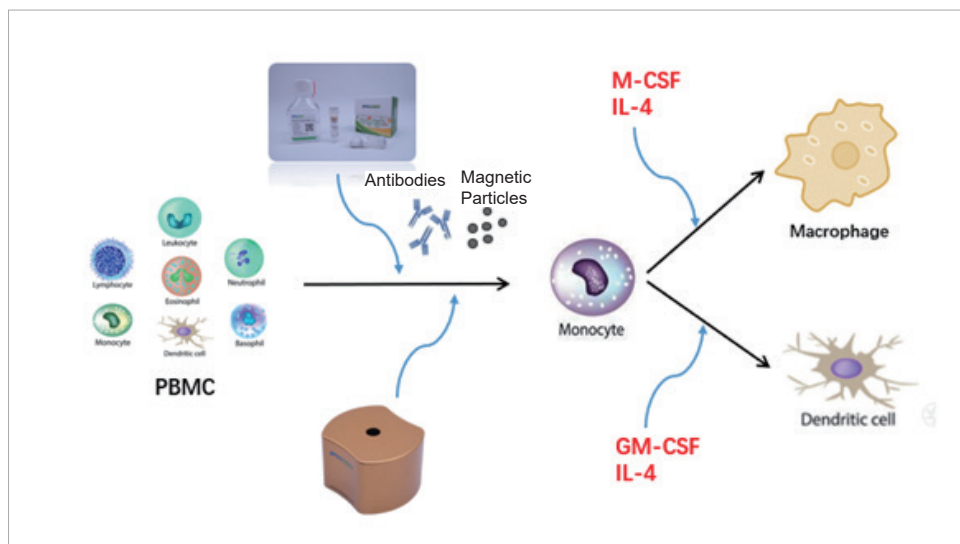 M-CSF
IL-4
Antibodies
Magnetic
Particles
Leukocyte
Lymphocyte
Neutrophil
Eosinophil
Monocyte
Dendritic cell
Basophil
PBMC
Monocyte
Macrophage
Dendritic cell
GM-CSF
IL-4